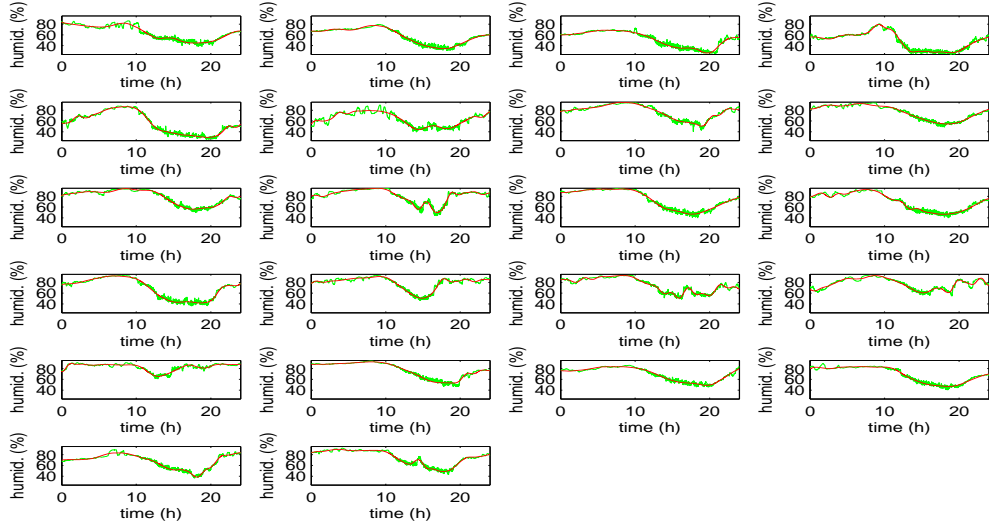 humid. (%) humid. (%) humid. (%) humid. (%)
80 80 80 80
60 60 60 60
40 40 40 40
0 10 20 0 10 20 0 10 20 0 10 20
time (h) time (h) time (h) time (h)
humid. (%) humid. (%) humid. (%) humid. (%)
80 80 80 80
60 60 60 60
40 40 40 40
0 10 20 0 10 20 0 10 20 0 10 20
time (h) time (h) time (h) time (h)
humid. (%) humid. (%) humid. (%) humid. (%)
80 80 80 80
60 60 60 60
40 40 40 40
0 10 20 0 10 20 0 10 20 0 10 20
time (h) time (h) time (h) time (h)
humid. (%) humid. (%) humid. (%) humid. (%)
80 80 80 80
60 60 60 60
40 40 40 40
0 10 20 0 10 20 0 10 20 0 10 20
time (h) time (h) time (h) time (h)
humid. (%) humid. (%) humid. (%) humid. (%)
80 80 80 80
60 60 60 60
40 40 40 40
0 10 20 0 10 20 0 10 20 0 10 20
time (h) time (h) time (h) time (h)
humid. (%) humid. (%)
80 80
60 60
40 40
0 10 20 0 10 20
time (h) time (h)